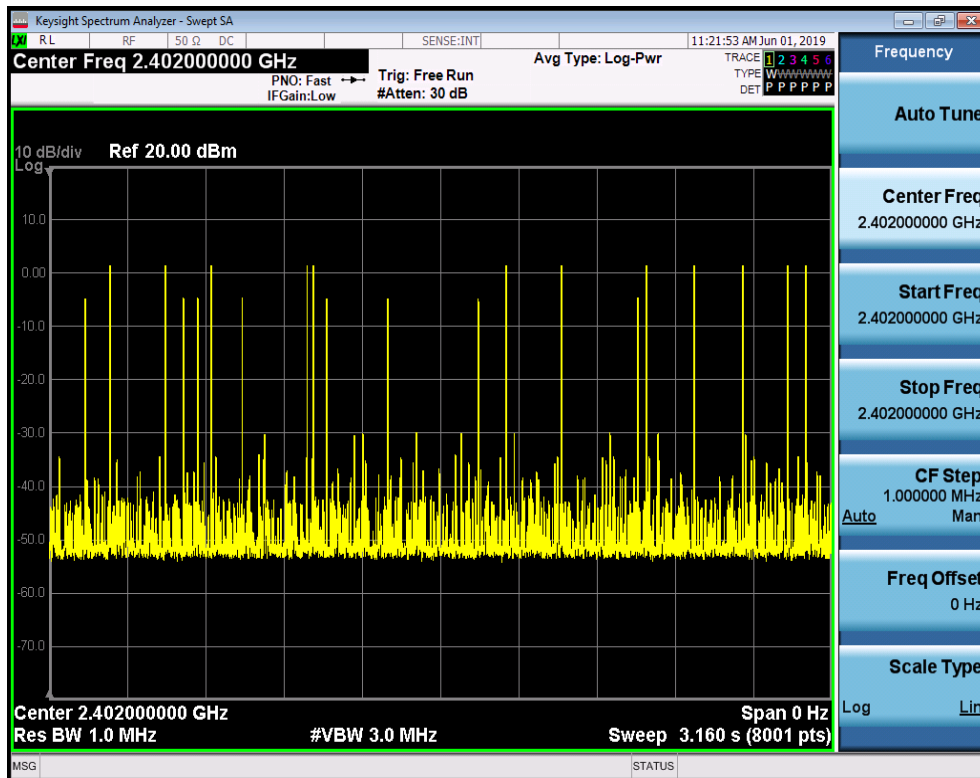 Keysight Spectrum Analyzer - Swept SA
LXI RL RF 50 Ω DC SENSE:INT 11:21:53 AM Jun 01, 2019
Center Freq 2.402000000 GHz
Avg Type: Log-Pwr
TRACE 1 2 3 4 5 6
PNO: Fast
Trig: Free Run
TYPE WWWWWW
IFGain:Low
#Atten: 30 dB
DET P P P P P P
10 dB/div Ref 20.00 dBm
Log
10.0
0.00
-10.0
-20.0
-30.0
-40.0
-50.0
-60.0
-70.0
Center 2.402000000 GHz Span 0 Hz
Res BW 1.0 MHz #VBW 3.0 MHz Sweep 3.160 s (8001 pts)
MSG STATUS
Frequency
Auto Tune
Center Freq
2.402000000 GHz
Start Freq
2.402000000 GHz
Stop Freq
2.402000000 GHz
CF Step
1.000000 MHz
Auto Man
Freq Offset
0 Hz
Scale Type
Log Lin